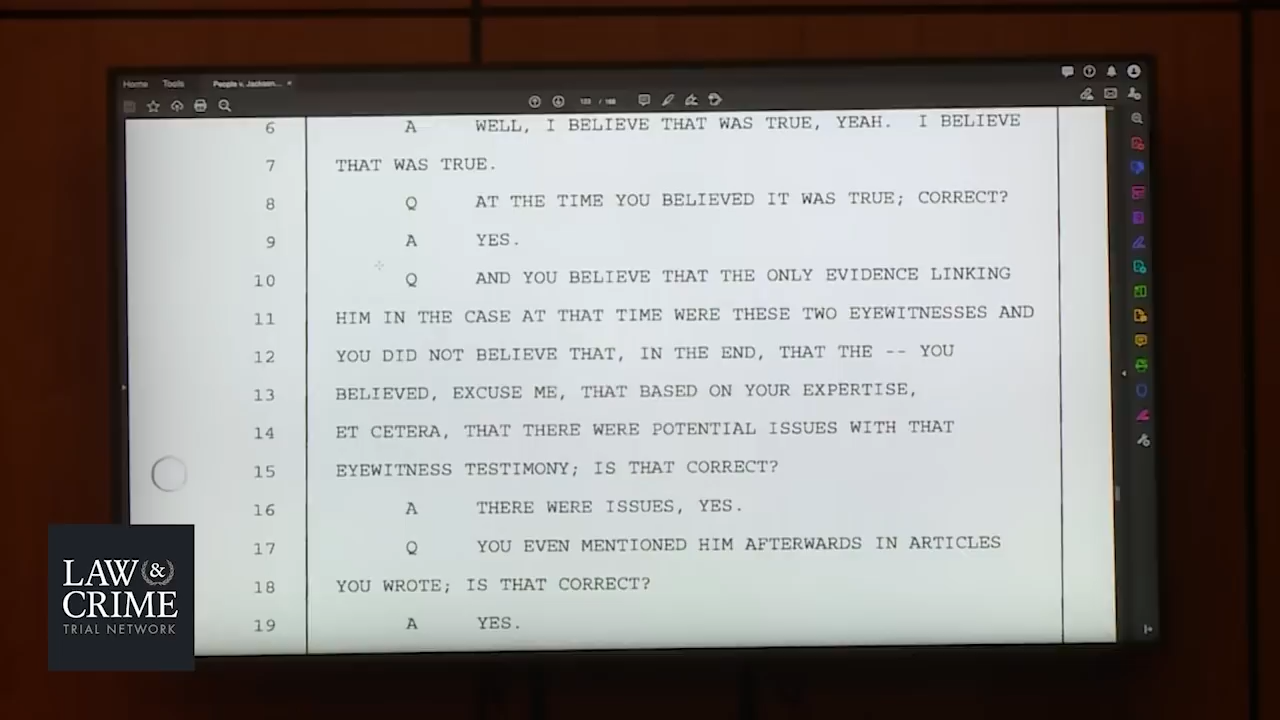 Home Tools People v. Jackson... ×
133 / 168
6 A WELL, I BELIEVE THAT WAS TRUE, YEAH. I BELIEVE
7 THAT WAS TRUE.
8 Q AT THE TIME YOU BELIEVED IT WAS TRUE; CORRECT?
9 A YES.
10 Q AND YOU BELIEVE THAT THE ONLY EVIDENCE LINKING
11 HIM IN THE CASE AT THAT TIME WERE THESE TWO EYEWITNESSES AND
12 YOU DID NOT BELIEVE THAT, IN THE END, THAT THE -- YOU
13 BELIEVED, EXCUSE ME, THAT BASED ON YOUR EXPERTISE,
14 ET CETERA, THAT THERE WERE POTENTIAL ISSUES WITH THAT
15 EYEWITNESS TESTIMONY; IS THAT CORRECT?
16 A THERE WERE ISSUES, YES.
17 Q YOU EVEN MENTIONED HIM AFTERWARDS IN ARTICLES
18 YOU WROTE; IS THAT CORRECT?
19 A YES.
LAW &
CRIME
TRIAL NETWORK